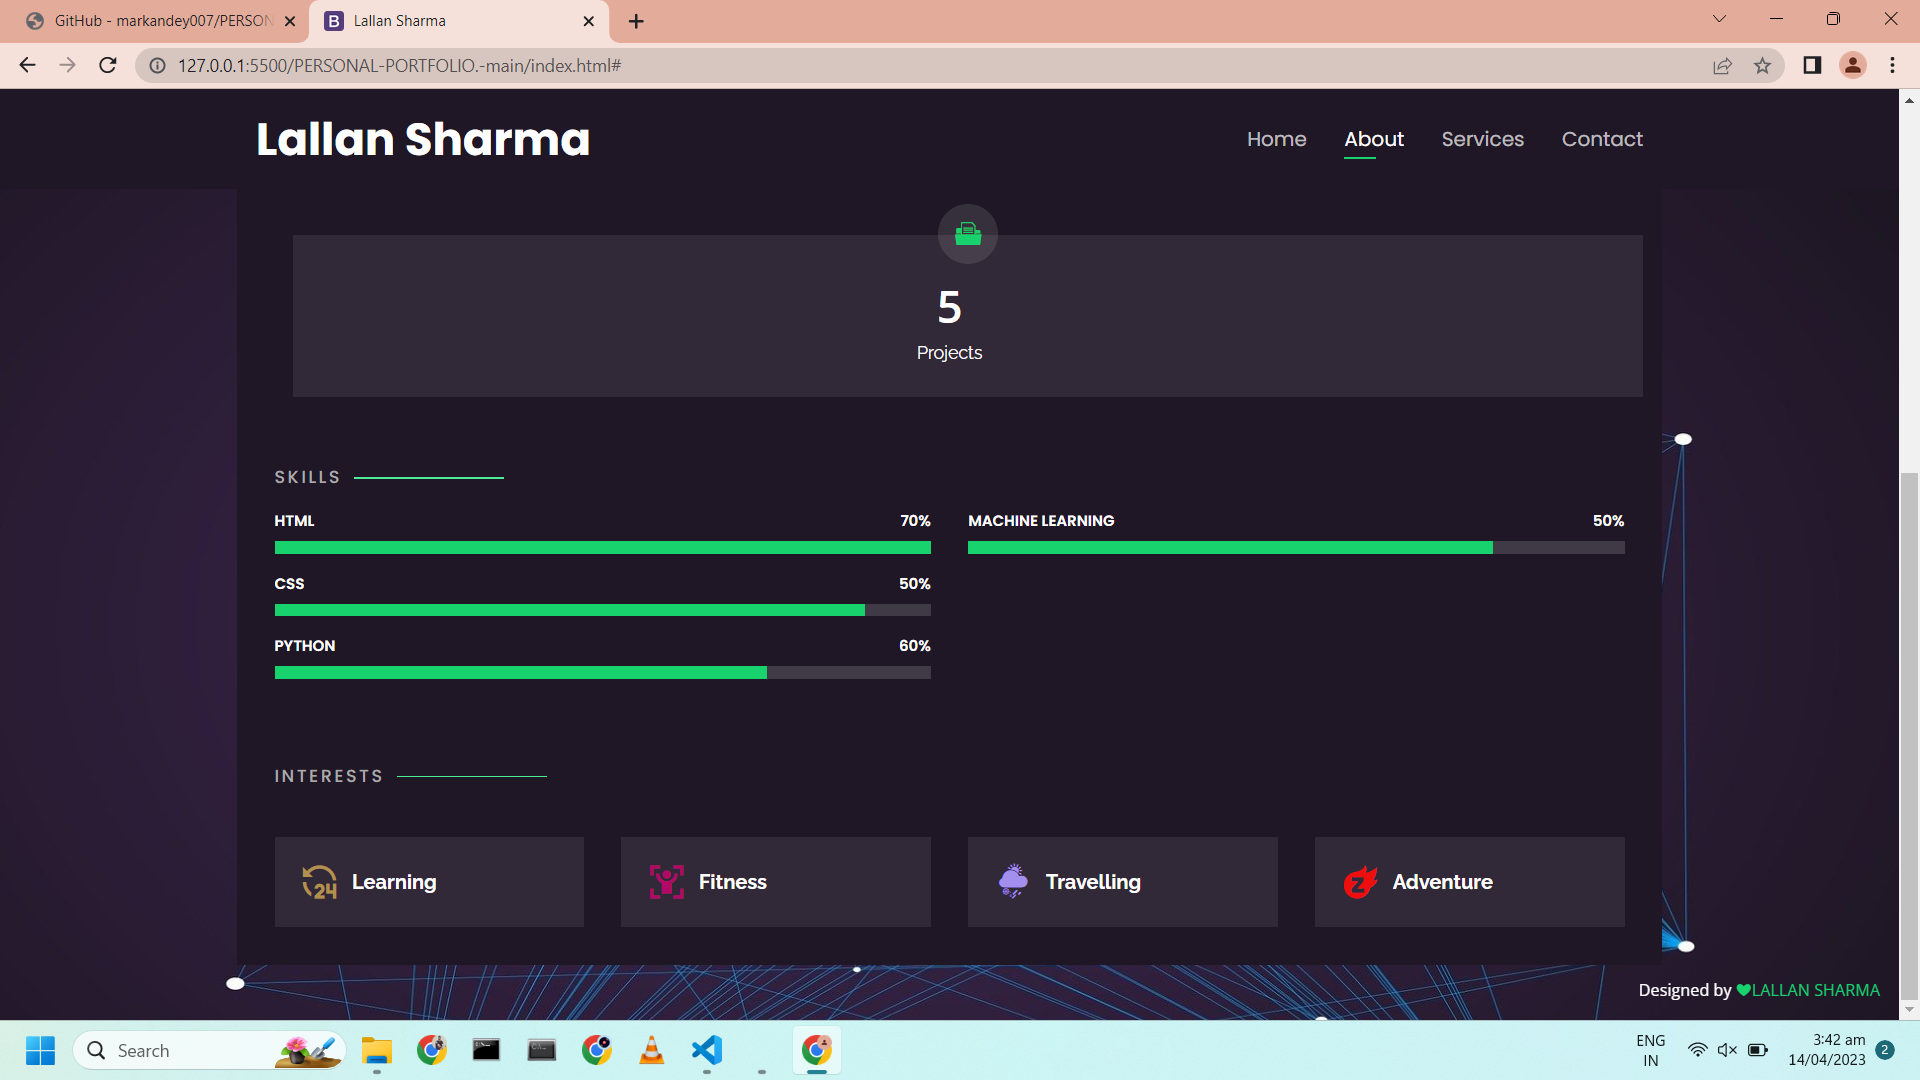 GitHub - markandey007/PERSON
Lallan Sharma
127.0.0.1:5500/PERSONAL-PORTFOLIO.-main/index.html#
Lallan Sharma
Home About Services Contact
5
Projects
SKILLS
HTML 70%
MACHINE LEARNING 50%
CSS 50%
PYTHON 60%
INTERESTS
24 Learning
Fitness
Travelling
Adventure
Designed by LALLAN SHARMA
Search
ENG
IN
3:42 am
14/04/2023
2